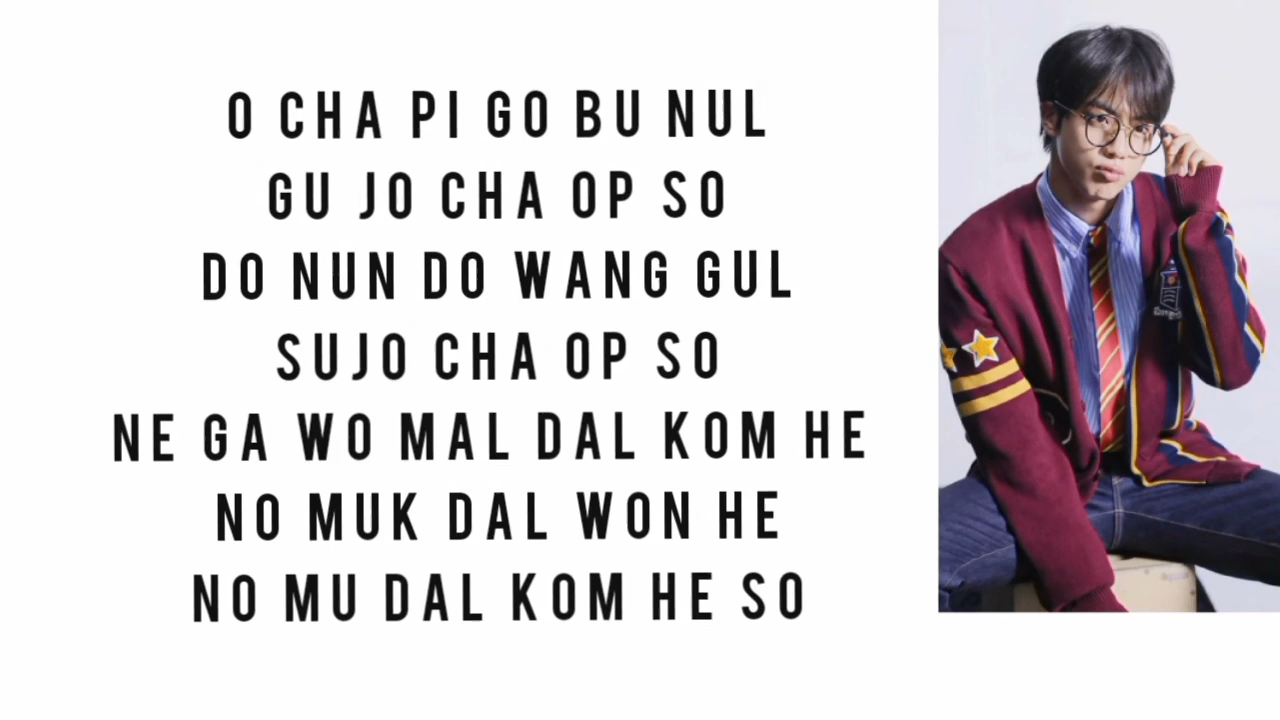 O CHA PI GO BU NUL
GU JO CHA OP SO
DO NUN DO WANG GUL
SUJO CHA OP SO
NE GA WO MAL DAL KOM HE
NO MUK DAL WON HE
NO MU DAL KOM HE SO